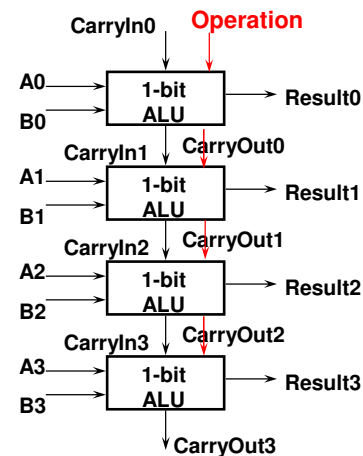 CarryIn0 Operation
A0
B0
1-bit
ALU
Result0
CarryIn1 CarryOut0
A1
B1
1-bit
ALU
Result1
CarryIn2 CarryOut1
A2
B2
1-bit
ALU
Result2
CarryIn3 CarryOut2
A3
B3
1-bit
ALU
Result3
CarryOut3